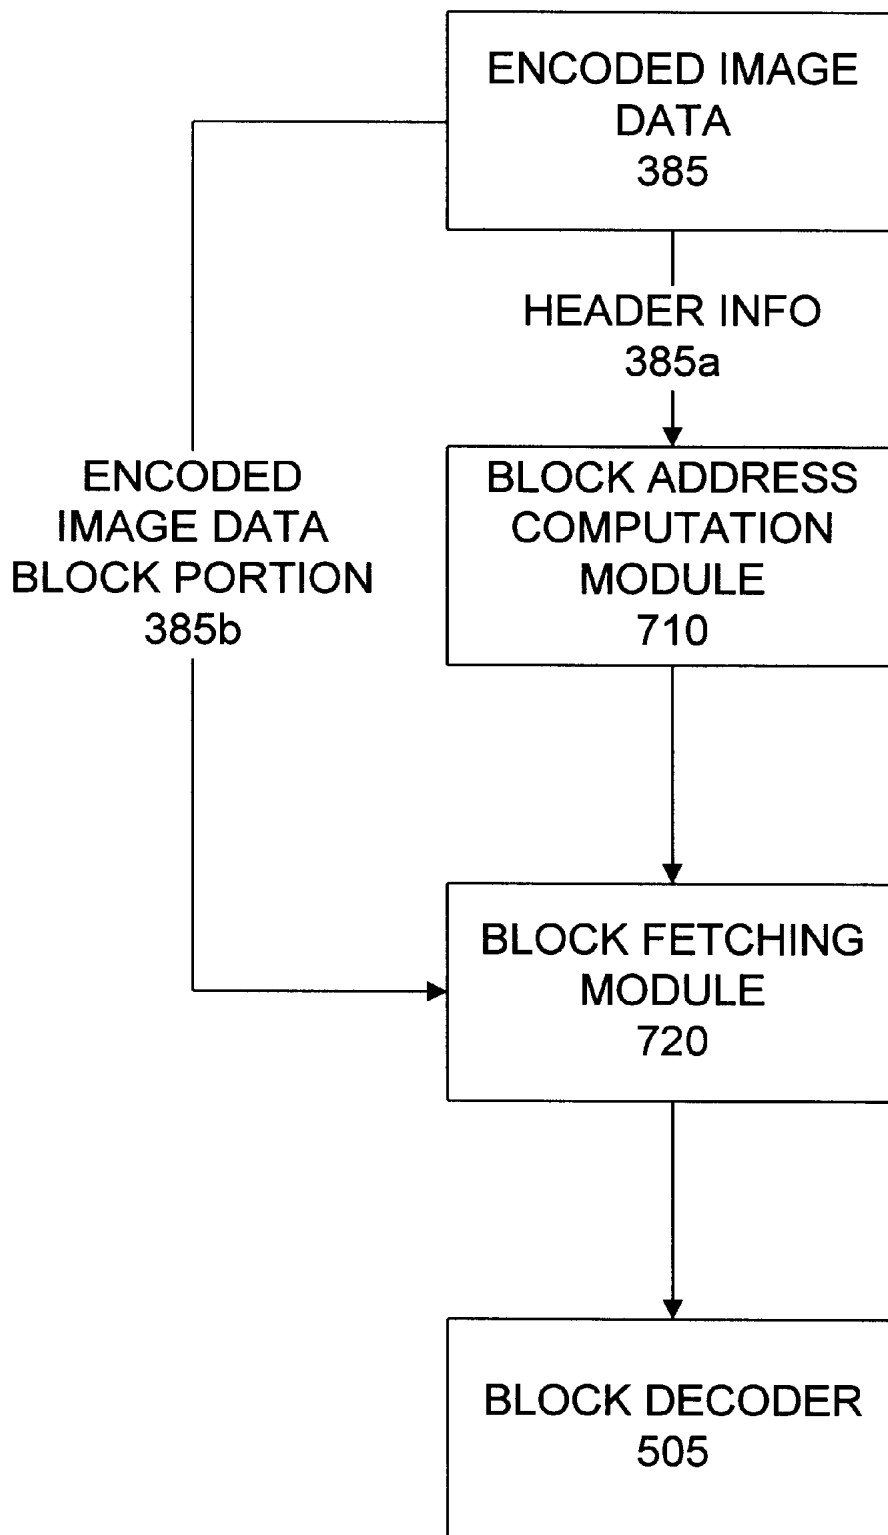 ENCODED IMAGE
DATA
385
HEADER INFO
385a
ENCODED
IMAGE DATA
BLOCK PORTION
385b
BLOCK ADDRESS
COMPUTATION
MODULE
710
BLOCK FETCHING
MODULE
720
BLOCK DECODER
505